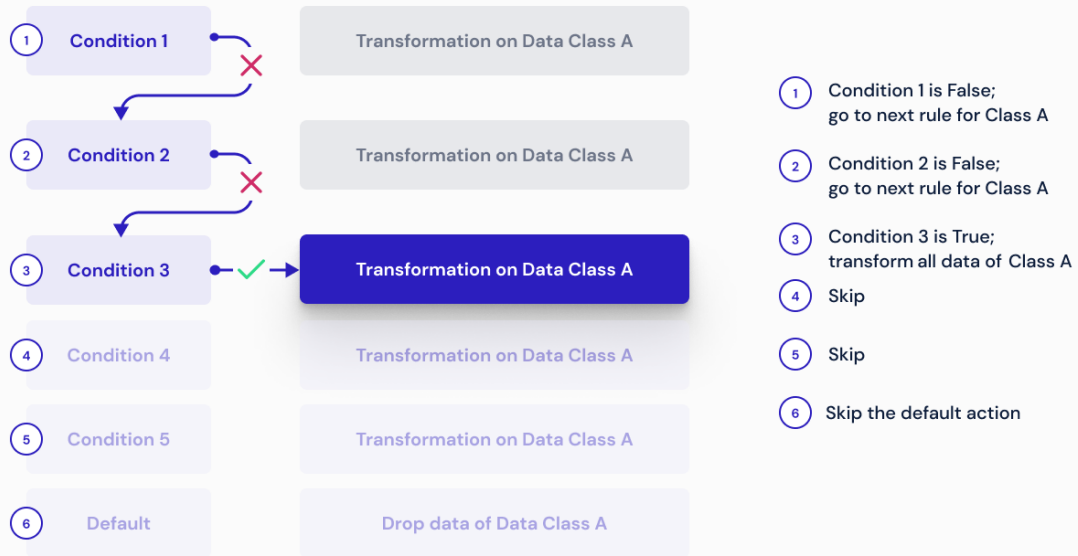 1 Condition 1 Transformation on Data Class A
2 Condition 2 Transformation on Data Class A
3 Condition 3 Transformation on Data Class A
4 Condition 4 Transformation on Data Class A
5 Condition 5 Transformation on Data Class A
6 Default Drop data of Data Class A
1 Condition 1 is False;
go to next rule for Class A
2 Condition 2 is False;
go to next rule for Class A
3 Condition 3 is True;
transform all data of Class A
4 Skip
5 Skip
6 Skip the default action